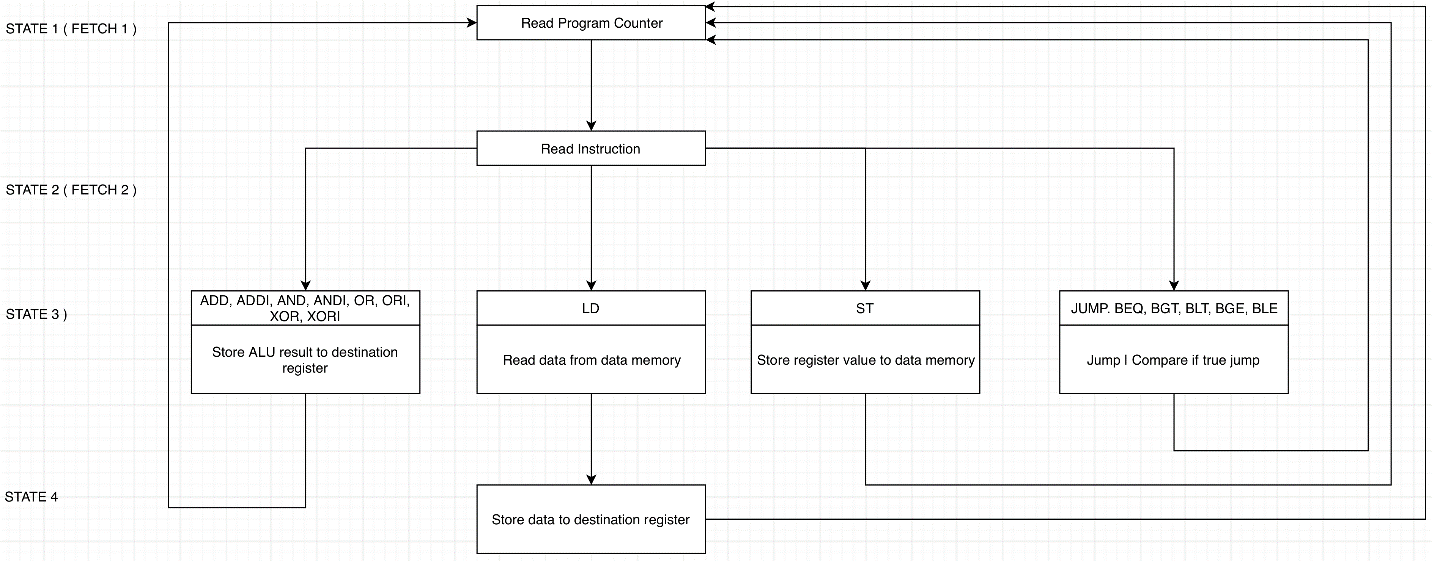 STATE 1 ( FETCH 1 )
Read Program Counter
Read Instruction
STATE 2 ( FETCH 2 )
STATE 3 )
ADD, ADDI, AND, ANDI, OR, ORI,
XOR, XORI
Store ALU result to destination
register
LD
Read data from data memory
ST
Store register value to data memory
JUMP. BEQ, BGT, BLT, BGE, BLE
Jump I Compare if true jump
STATE 4
Store data to destination register